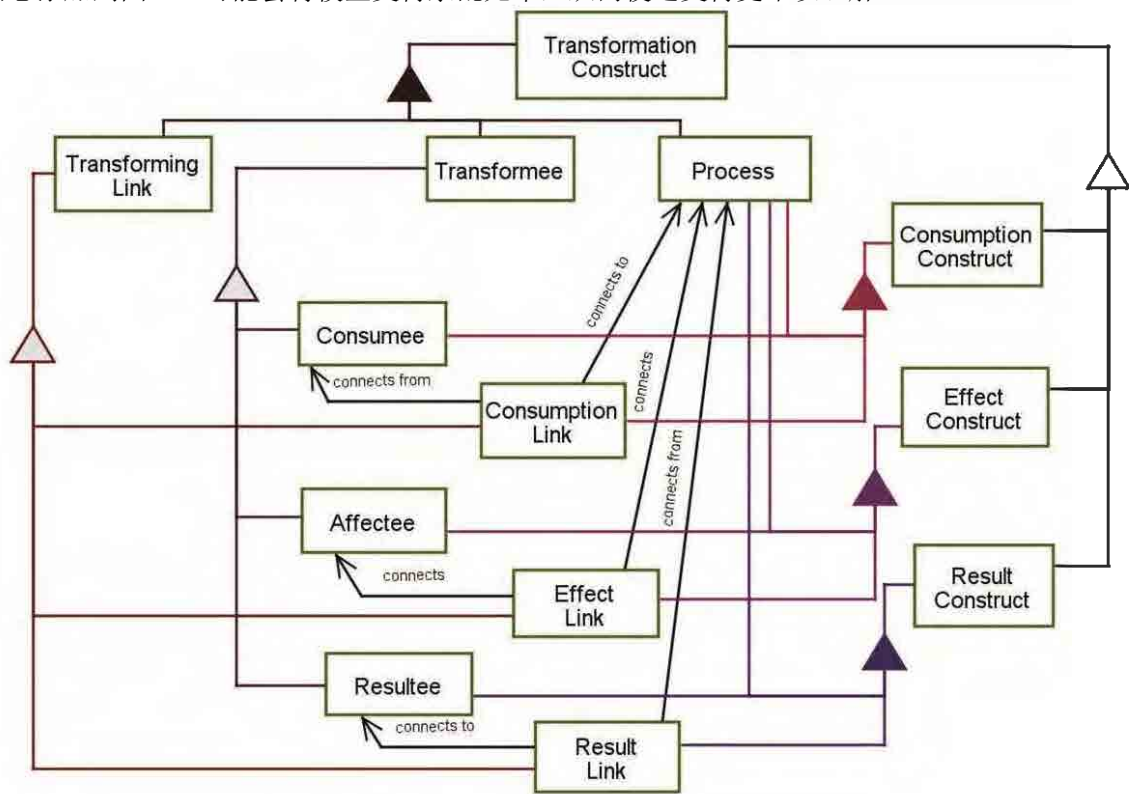 Transformation
Construct
Transforming
Link
Transformee
Process
Consumption
Construct
connects to
Consumee
connects from
Consumption
Link
connects
Effect
Construct
connects from
Affectee
connects
Effect
Link
Result
Construct
Resultee
connects to
Result
Link